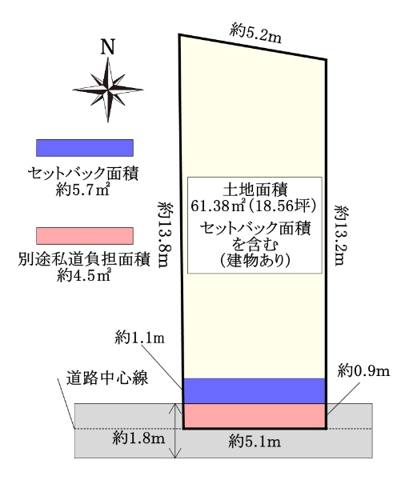 約5.2m
N
セットバック面積
約5.7㎡
土地面積
61.38㎡(18.56坪)
セットバック面積
を含む
(建物あり)
約13.8m
約13.2m
別途私道負担面積
約4.5㎡
約1.1m
道路中心線
約0.9m
約1.8m
約5.1m